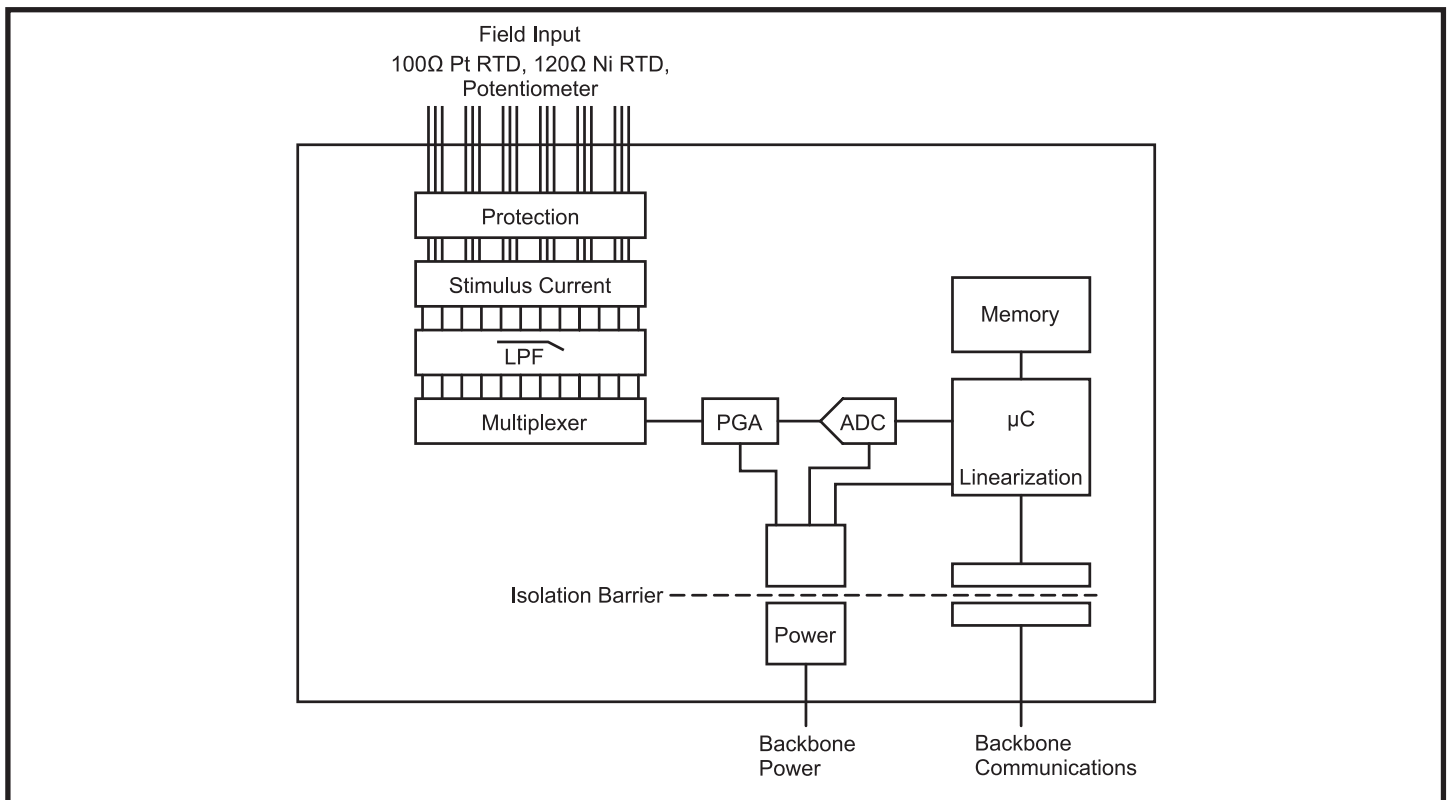 Field Input
100Ω Pt RTD, 120Ω Ni RTD,
Potentiometer
Protection
Stimulus Current
LPF
Multiplexer
PGA
ADC
Memory
µC
Linearization
Isolation Barrier
Power
Backbone
Power
Backbone
Communications